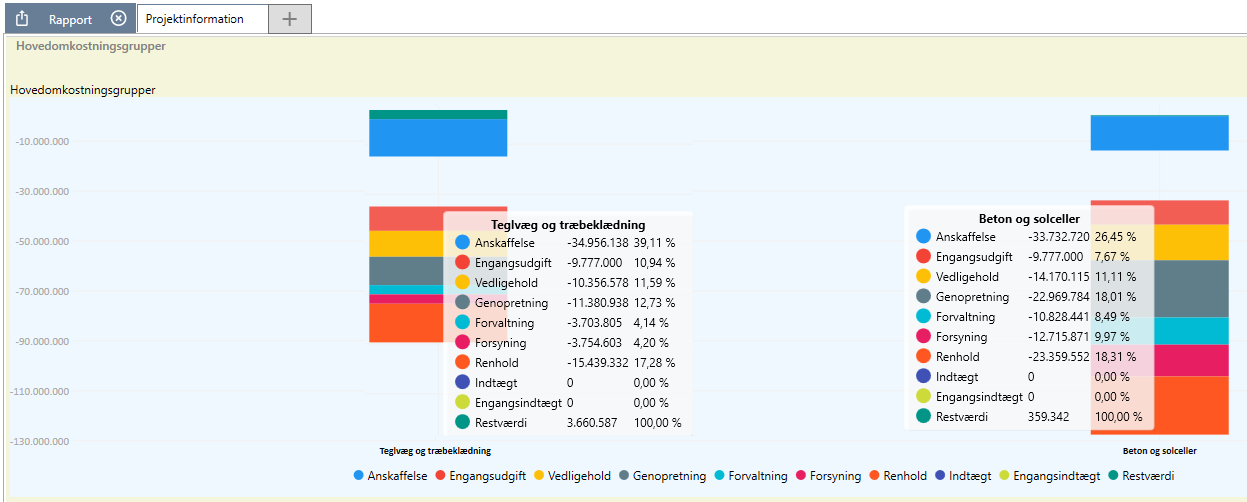 Rapport Projektinformation
Hovedomkostningsgrupper
Hovedomkostningsgrupper
-10.000.000
-30.000.000
-50.000.000
-70.000.000
-90.000.000
-110.000.000
-130.000.000
Teglvæg og træbeklædning
Anskaffelse -34.956.138 39,11 %
Engangsudgift -9.777.000 10,94 %
Vedligehold -10.356.578 11,59 %
Genopretning -11.380.938 12,73 %
Forvaltning -3.703.805 4,14 %
Forsyning -3.754.603 4,20 %
Renhold -15.439.332 17,28 %
Indtægt 0 0,00 %
Engangsindtægt 0 0,00 %
Restværdi 3.660.587 100,00 %
Beton og solceller
Anskaffelse -33.732.720 26,45 %
Engangsudgift -9.777.000 7,67 %
Vedligehold -14.170.115 11,11 %
Genopretning -22.969.784 18,01 %
Forvaltning -10.828.441 8,49 %
Forsyning -12.715.871 9,97 %
Renhold -23.359.552 18,31 %
Indtægt 0 0,00 %
Engangsindtægt 0 0,00 %
Restværdi 359.342 100,00 %
Teglvæg og træbeklædning Beton og solceller
Anskaffelse Engangsudgift Vedligehold Genopretning Forvaltning Forsyning Renhold Indtægt Engangsindtægt Restværdi